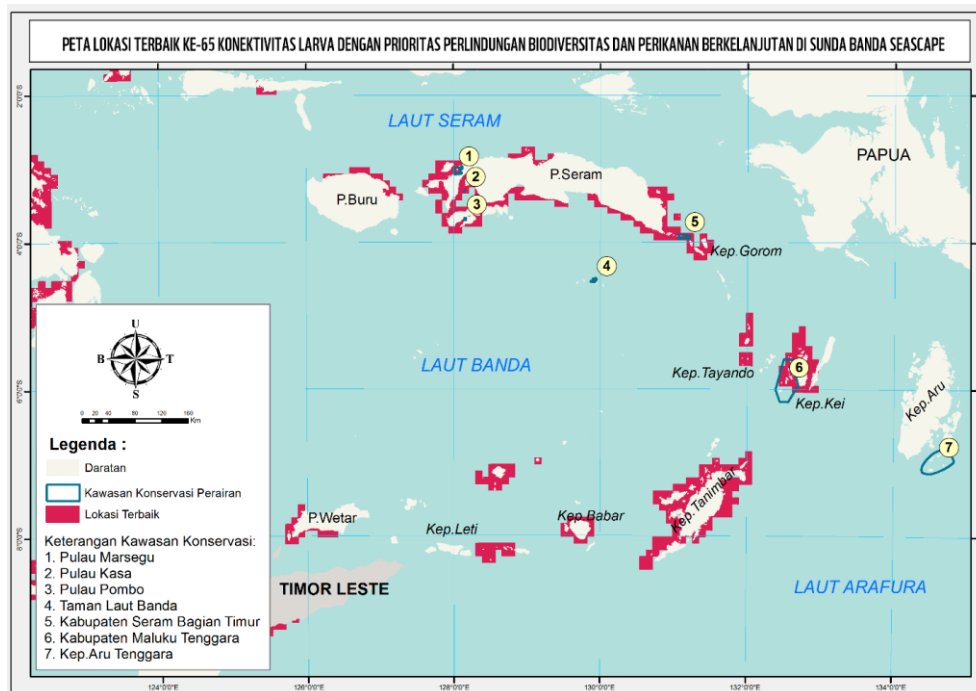 PETA LOKASI TERBAIK KE-65 KONEKTIVITAS LARVA DENGAN PRIORITAS PERLINDUNGAN BIODIVERSITAS DAN PERIKANAN BERKELANJUTAN DI SUNDA BANDA SEASCAPE
2°0'0"S
LAUT SERAM
1
PAPUA
2
P.Seram
P.Buru
3
5
4°0'0"S
Kep.Gorom
4
LAUT BANDA
Kep.Tayando
6
6°0'0"S
Kep.Kei
Kep.Aru
7
Kep.Tanimbar
P.Wetar
Kep.Leti
Kep.Babar
8°0'0"S
TIMOR LESTE
LAUT ARAFURA
U
B
T
S
0 20 40 80 120 160
Km
Legenda :
Daratan
Kawasan Konservasi Perairan
Lokasi Terbaik
Keterangan Kawasan Konservasi:
1. Pulau Marsegu
2. Pulau Kasa
3. Pulau Pombo
4. Taman Laut Banda
5. Kabupaten Seram Bagian Timur
6. Kabupaten Maluku Tenggara
7. Kep.Aru Tenggara
124°0'0"E
126°0'0"E
128°0'0"E
130°0'0"E
132°0'0"E
134°0'0"E